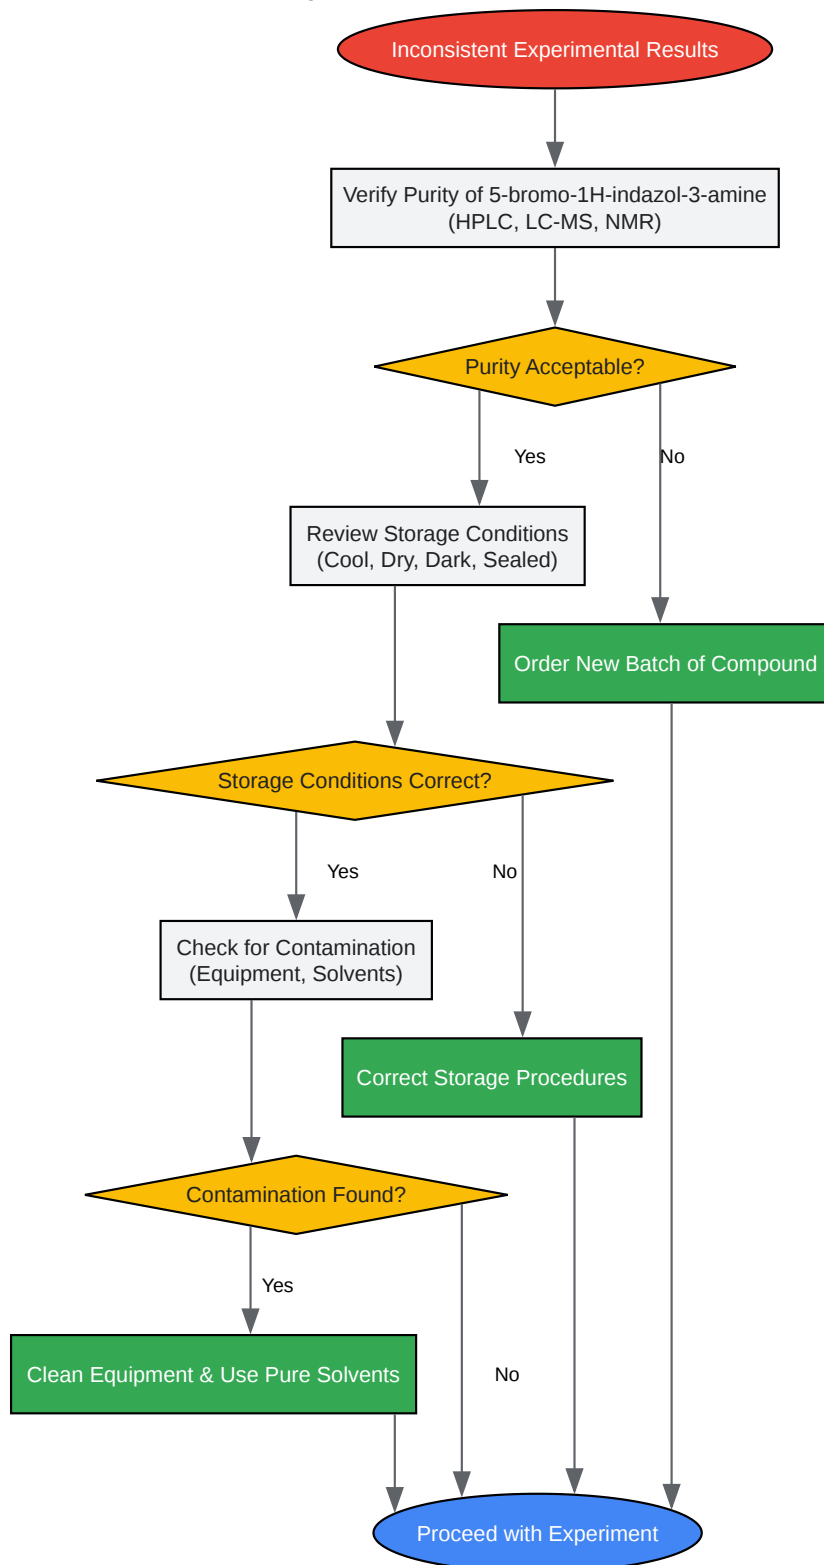 Inconsistent Experimental Results
Verify Purity of 5-bromo-1H-indazol-3-amine
(HPLC, LC-MS, NMR)
Purity Acceptable?
Yes
No
Review Storage Conditions
(Cool, Dry, Dark, Sealed)
Order New Batch of Compound
Storage Conditions Correct?
Yes
No
Check for Contamination
(Equipment, Solvents)
Correct Storage Procedures
Contamination Found?
Yes
Clean Equipment & Use Pure Solvents
No
Proceed with Experiment